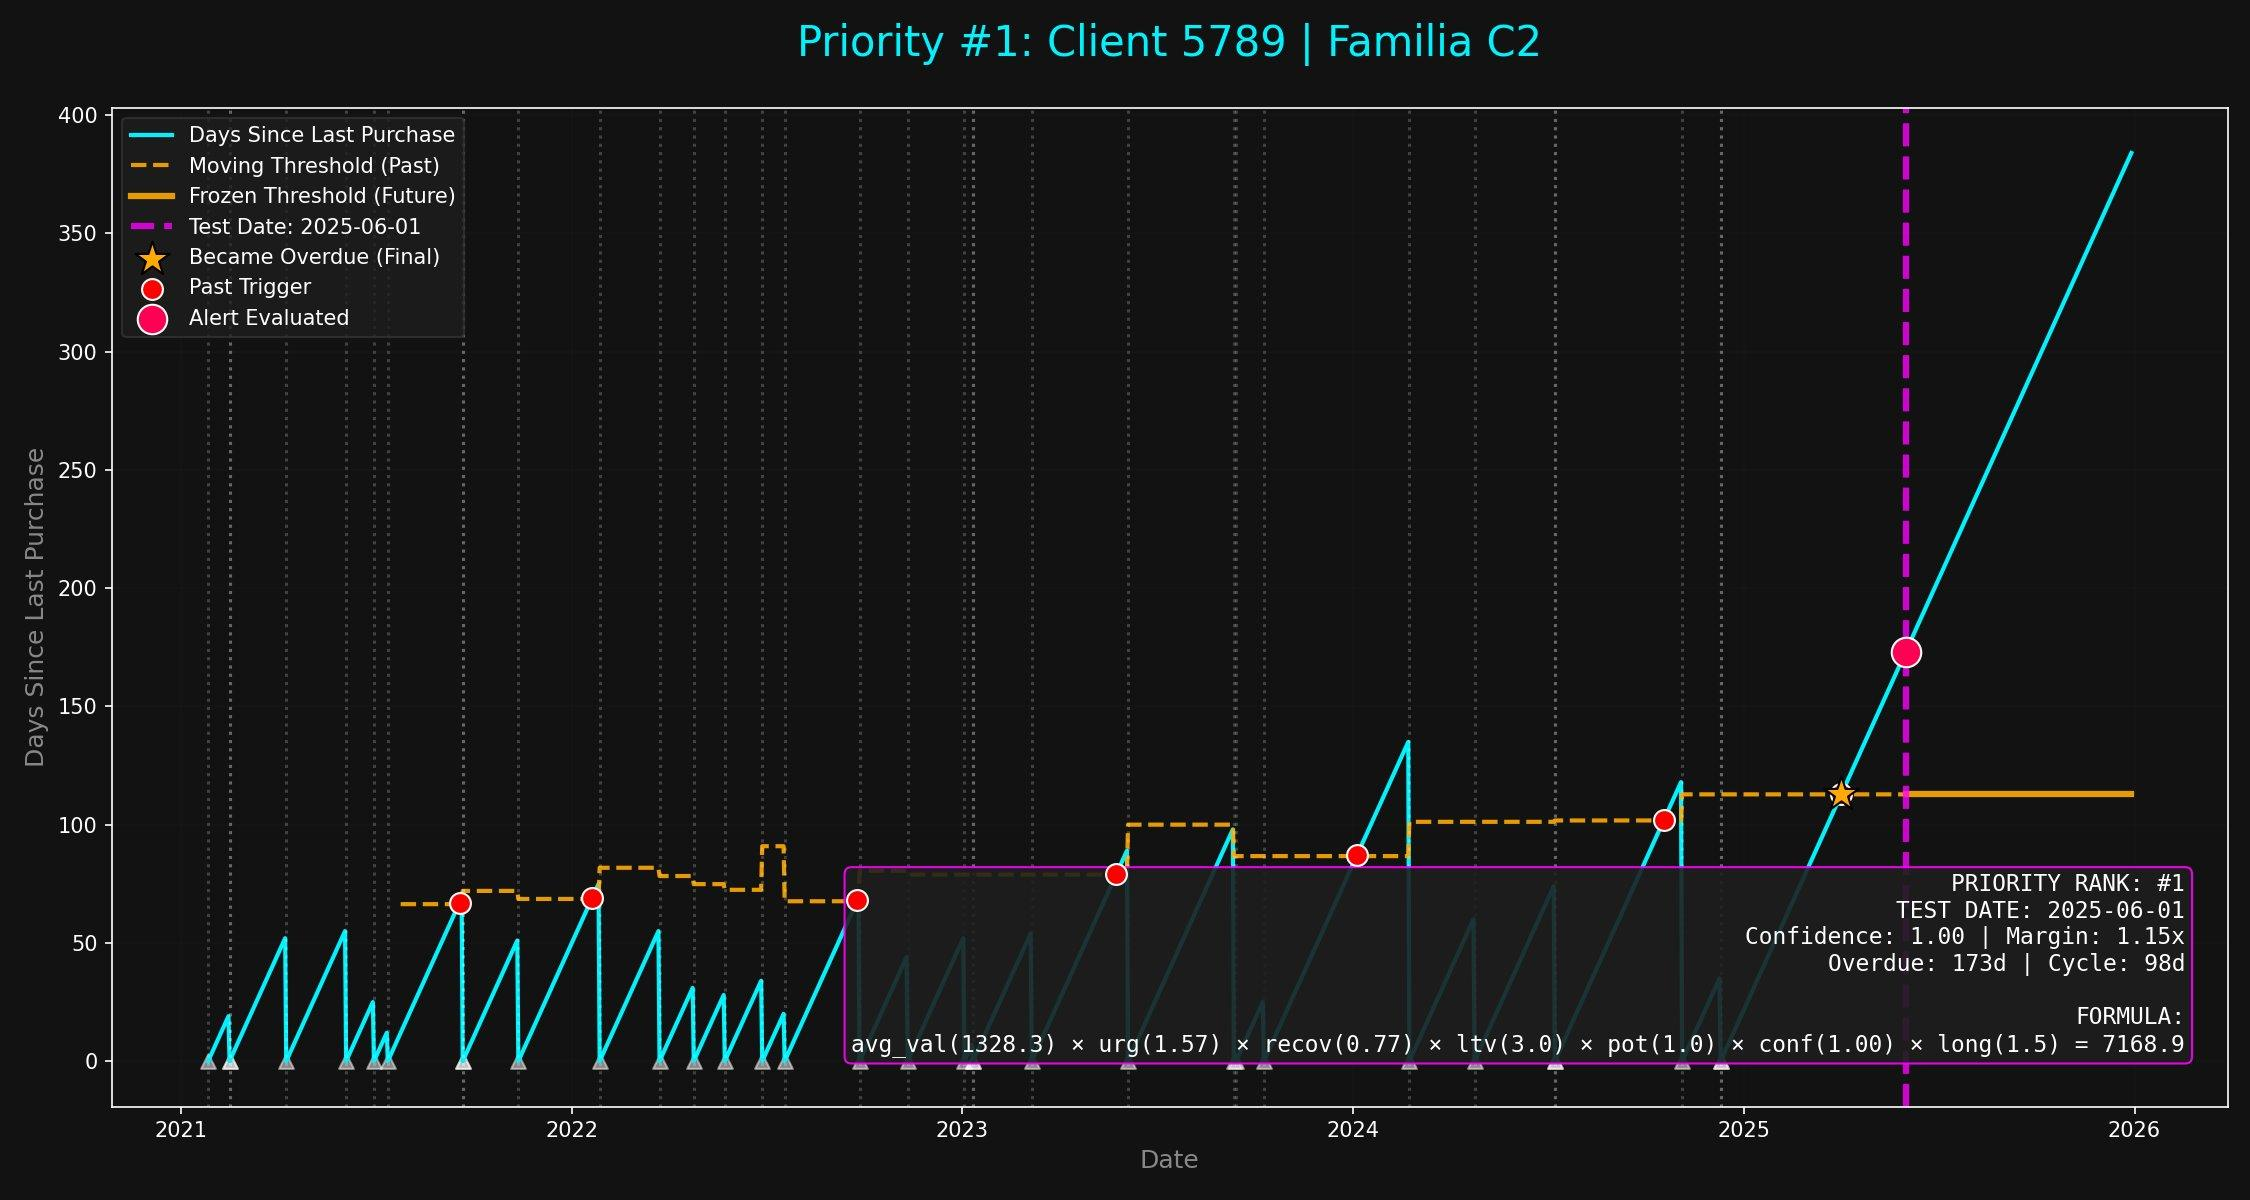 Priority #1: Client 5789 | Familia C2
400
350
300
250
200
150
100
50
0
Days Since Last Purchase
Days Since Last Purchase
Moving Threshold (Past)
Frozen Threshold (Future)
Test Date: 2025-06-01
Became Overdue (Final)
Past Trigger
Alert Evaluated
PRIORITY RANK: #1
TEST DATE: 2025-06-01
Confidence: 1.00 | Margin: 1.15x
Overdue: 173d | Cycle: 98d
FORMULA:
avg_val(1328.3) × urg(1.57) × recov(0.77) × ltv(3.0) × pot(1.0) × conf(1.00) × long(1.5) = 7168.9
2021
2022
2023
2024
2025
2026
Date